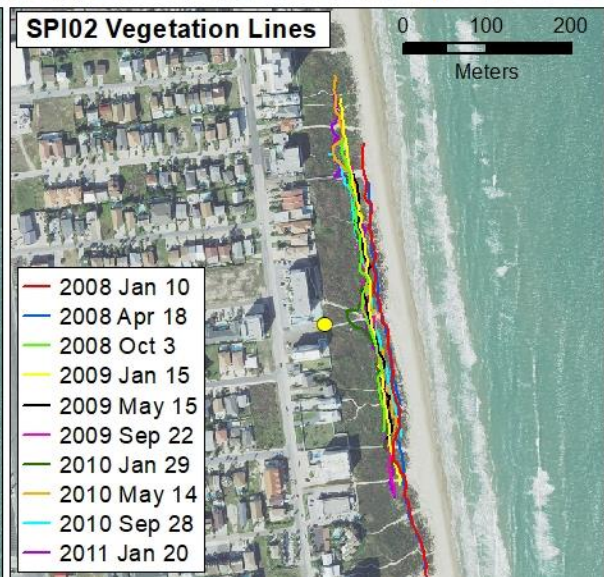 SPI02 Vegetation Lines
0 100 200
Meters
2008 Jan 10
2008 Apr 18
2008 Oct 3
2009 Jan 15
2009 May 15
2009 Sep 22
2010 Jan 29
2010 May 14
2010 Sep 28
2011 Jan 20